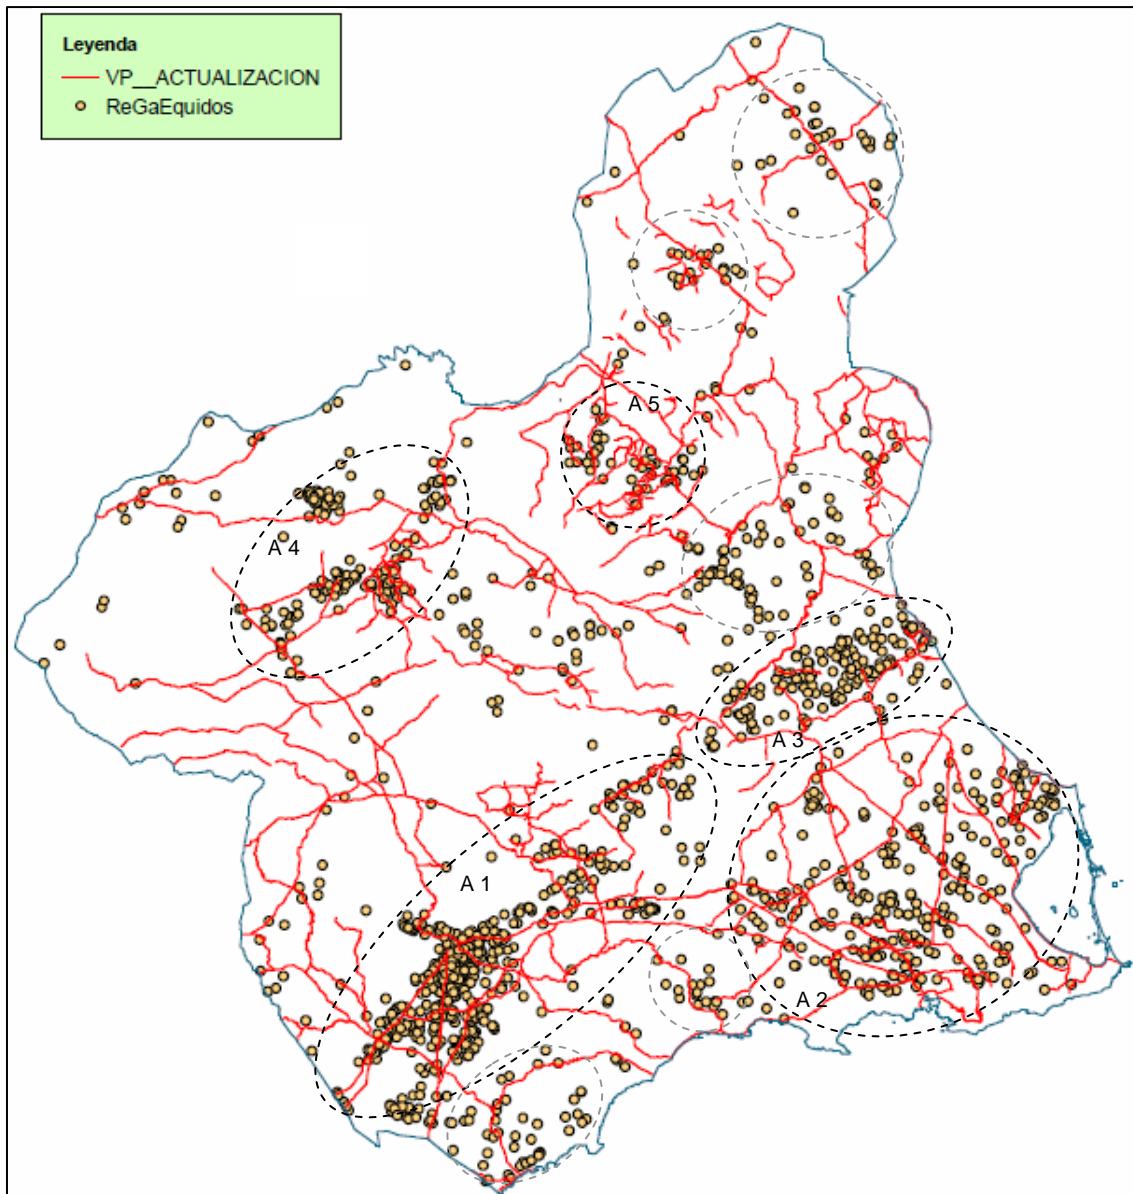 Leyenda
VP__ACTUALIZACION
ReGaEquidos
A 5
A 4
A 3
A 1
A 2